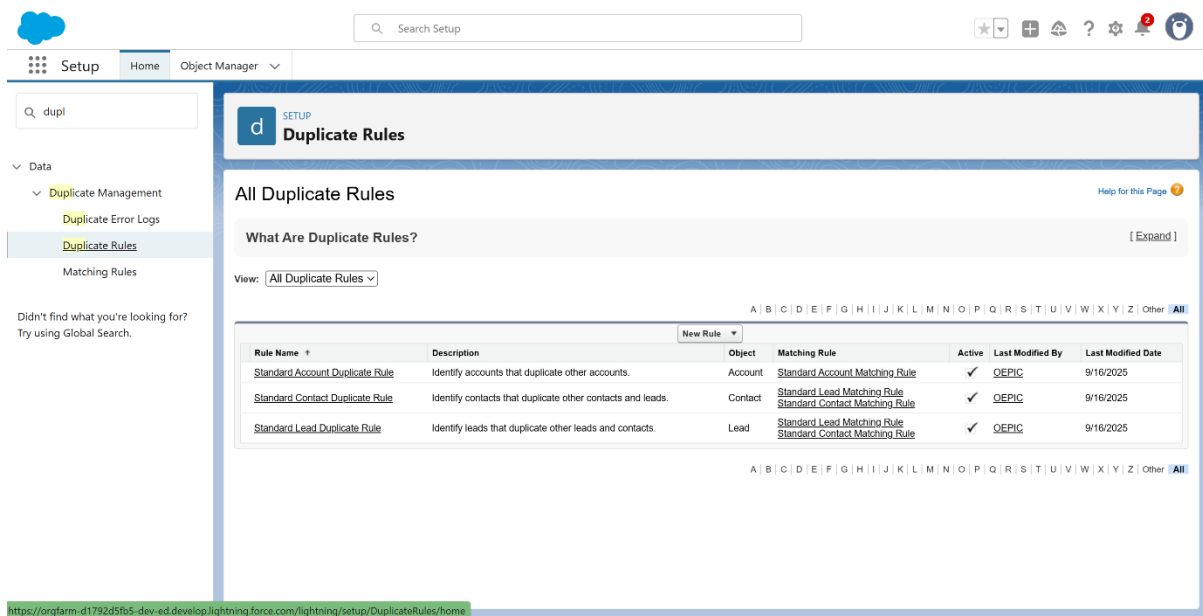 Search Setup
2
Setup
Home
Object Manager
dupl
Data
Duplicate Management
Duplicate Error Logs
Duplicate Rules
Matching Rules
Didn't find what you're looking for?
Try using Global Search.
d
SETUP
Duplicate Rules
All Duplicate Rules
Help for this Page ?
What Are Duplicate Rules?
[ Expand ]
View: All Duplicate Rules
A | B | C | D | E | F | G | H | I | J | K | L | M | N | O | P | Q | R | S | T | U | V | W | X | Y | Z | Other All
New Rule
Rule Name ↑ Description Object Matching Rule Active Last Modified By Last Modified Date
Standard Account Duplicate Rule Identify accounts that duplicate other accounts. Account Standard Account Matching Rule ✓ OEPIC 9/16/2025
Standard Contact Duplicate Rule Identify contacts that duplicate other contacts and leads. Contact Standard Lead Matching Rule
Standard Contact Matching Rule ✓ OEPIC 9/16/2025
Standard Lead Duplicate Rule Identify leads that duplicate other leads and contacts. Lead Standard Lead Matching Rule
Standard Contact Matching Rule ✓ OEPIC 9/16/2025
A | B | C | D | E | F | G | H | I | J | K | L | M | N | O | P | Q | R | S | T | U | V | W | X | Y | Z | Other All
https://orgfarm-d1792d5fb5-dev-ed.develop.lightning.force.com/lightning/setup/DuplicateRules/home